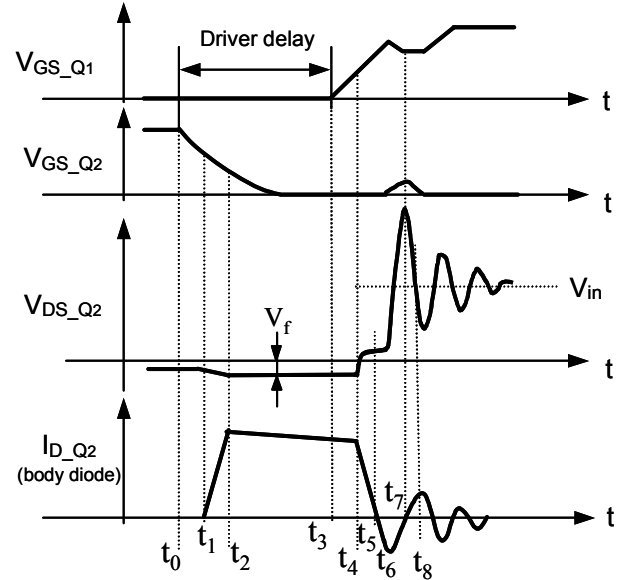 Driver delay
V_GS_Q1
t
V_GS_Q2
t
V_in
V_DS_Q2
V_f
t
I_D_Q2
(body diode)
t
t_0
t_1
t_2
t_3
t_4
t_5
t_6
t_7
t_8